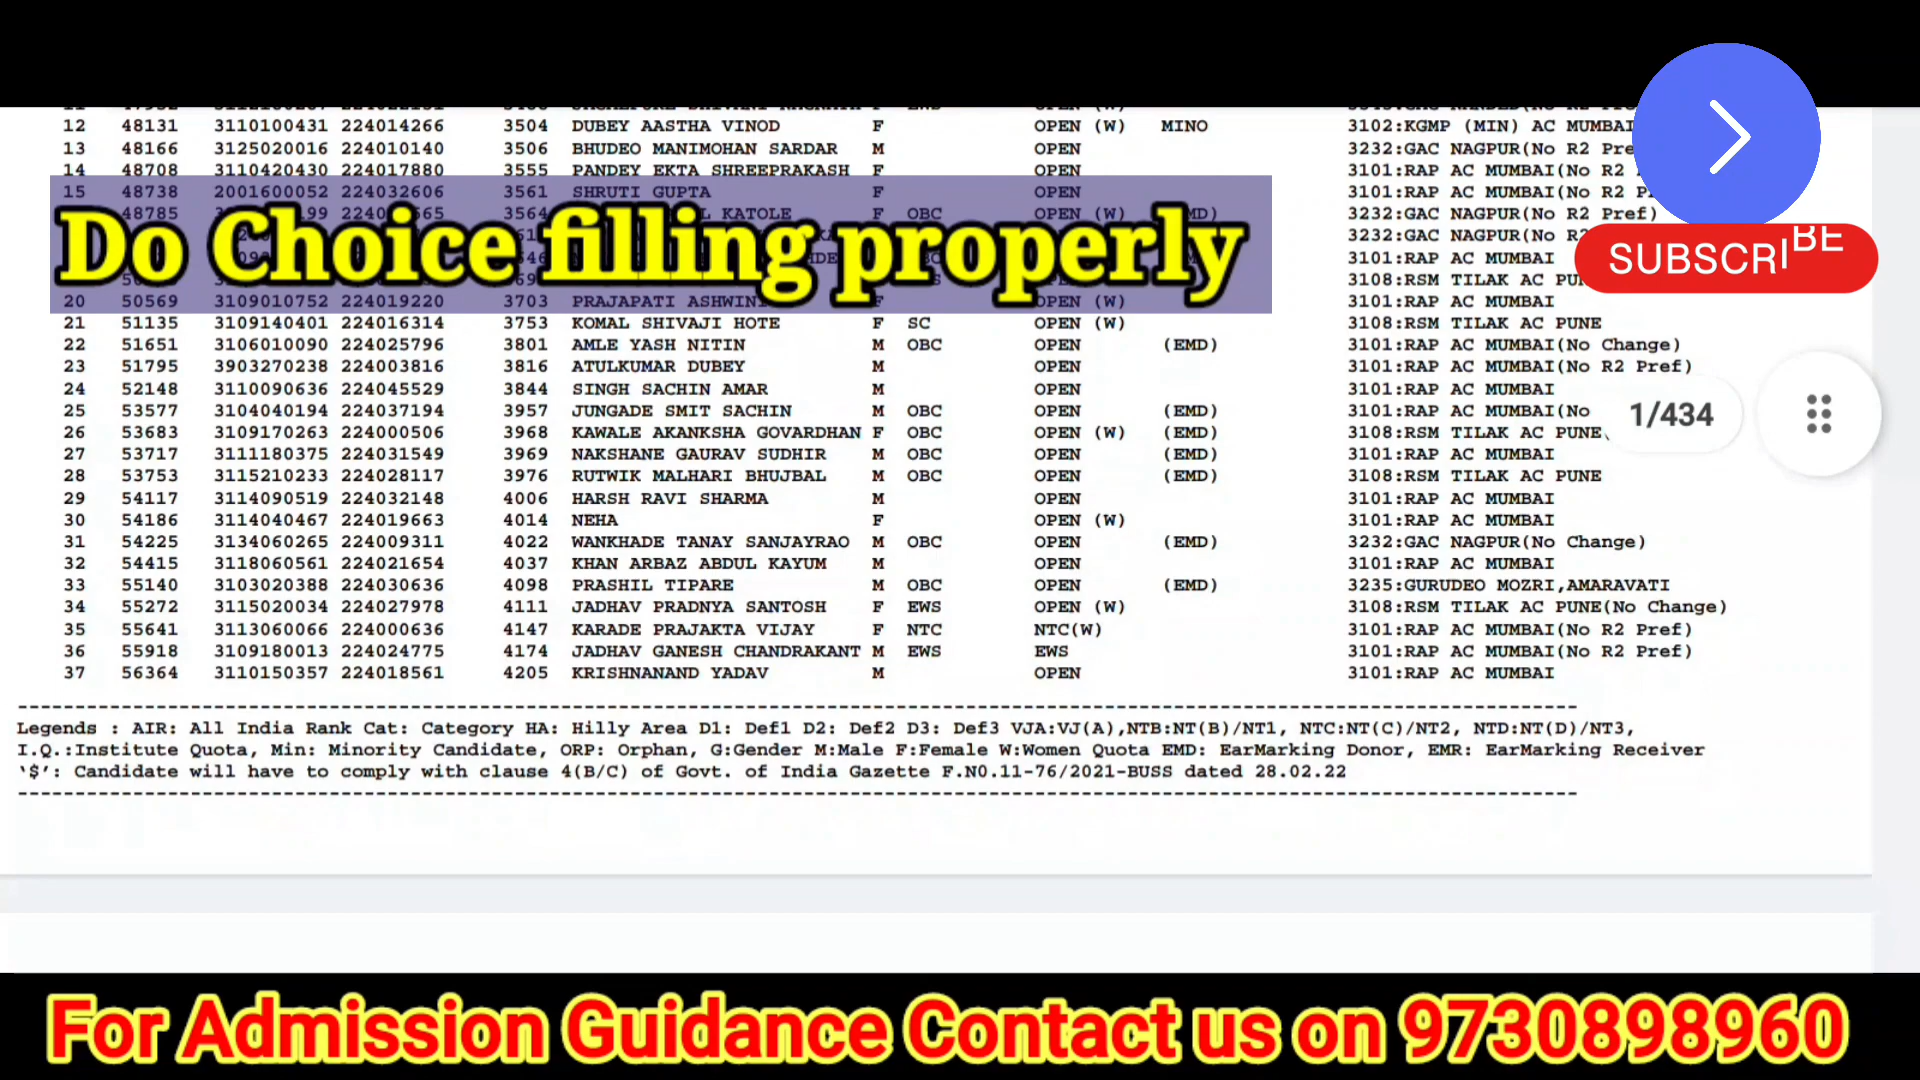 12 48131 3110100431 224014266 3504 DUBEY AASTHA VINOD F OPEN (W) MINO 3102:KGMP (MIN) AC MUMBAI
13 48166 3125020016 224010140 3506 BHUDEO MANIMOHAN SARDAR M OPEN 3232:GAC NAGPUR(No R2 Pre
14 48708 3110420430 224017880 3555 PANDEY EKTA SHREEPRAKASH F OPEN 3101:RAP AC MUMBAI(No R2
15 48738 2001600052 224032606 3561 SHRUTI GUPTA F OPEN 3101:RAP AC MUMBAI(No R2
48785 3564 KATOLE F OBC OPEN (W) 3232:GAC NAGPUR(No R2 Pref)
3232:GAC NAGPUR(No
3101:RAP AC MUMBAI
3108:RSM TILAK AC
Do Choice filling properly
SUBSCRIBE
20 50569 3109010752 224019220 3703 PRAJAPATI F OPEN (W) 3101:RAP AC MUMBAI
21 51135 3109140401 224016314 3753 KOMAL SHIVAJI HOTE F SC OPEN (W) 3108:RSM TILAK AC PUNE
22 51651 3106010090 224025796 3801 AMLE YASH NITIN M OBC OPEN (EMD) 3101:RAP AC MUMBAI(No Change)
23 51795 3903270238 224003816 3816 ATULKUMAR DUBEY M OPEN 3101:RAP AC MUMBAI(No R2 Pref)
24 52148 3110090636 224045529 3844 SINGH SACHIN AMAR M OPEN 3101:RAP AC MUMBAI
25 53577 3104040194 224037194 3957 JUNGADE SMIT SACHIN M OBC OPEN (EMD) 3101:RAP AC MUMBAI(No
1/434
26 53683 3109170263 224000506 3968 KAWALE AKANKSHA GOVARDHAN F OBC OPEN (W) (EMD) 3108:RSM TILAK AC PUNE
27 53717 3111180375 224031549 3969 NAKSHANE GAURAV SUDHIR M OBC OPEN (EMD) 3101:RAP AC MUMBAI
28 53753 3115210233 224028117 3976 RUTWIK MALHARI BHUJBAL M OBC OPEN (EMD) 3108:RSM TILAK AC PUNE
29 54117 3114090519 224032148 4006 HARSH RAVI SHARMA M OPEN 3101:RAP AC MUMBAI
30 54186 3114040467 224019663 4014 NEHA F OPEN (W) 3101:RAP AC MUMBAI
31 54225 3134060265 224009311 4022 WANKHADE TANAY SANJAYRAO M OBC OPEN (EMD) 3232:GAC NAGPUR(No Change)
32 54415 3118060561 224021654 4037 KHAN ARBAZ ABDUL KAYUM M OPEN 3101:RAP AC MUMBAI
33 55140 3103020388 224030636 4098 PRASHIL TIPARE M OBC OPEN (EMD) 3235:GURUDEO MOZRI,AMARAVATI
34 55272 3115020034 224027978 4111 JADHAV PRADNYA SANTOSH F EWS OPEN (W) 3108:RSM TILAK AC PUNE(No Change)
35 55641 3113060066 224000636 4147 KARADE PRAJAKTA VIJAY F NTC NTC(W) 3101:RAP AC MUMBAI(No R2 Pref)
36 55918 3109180013 224024775 4174 JADHAV GANESH CHANDRAKANT M EWS EWS 3101:RAP AC MUMBAI(No R2 Pref)
37 56364 3110150357 224018561 4205 KRISHNANAND YADAV M OPEN 3101:RAP AC MUMBAI
Legends : AIR: All India Rank Cat: Category HA: Hilly Area D1: Def1 D2: Def2 D3: Def3 VJA:VJ(A),NTB:NT(B)/NT1, NTC:NT(C)/NT2, NTD:NT(D)/NT3,
I.Q.:Institute Quota, Min: Minority Candidate, ORP: Orphan, G:Gender M:Male F:Female W:Women Quota EMD: EarMarking Donor, EMR: EarMarking Receiver
'$': Candidate will have to comply with clause 4(B/C) of Govt. of India Gazette F.N0.11-76/2021-BUSS dated 28.02.22
For Admission Guidance Contact us on 9730898960